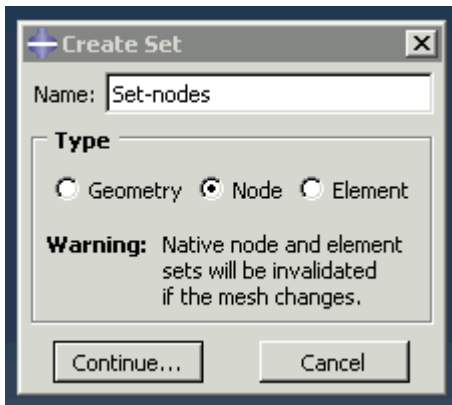 Create Set
Name: Set-nodes
Type
Geometry Node Element
Warning: Native node and element
sets will be invalidated
if the mesh changes.
Continue... Cancel